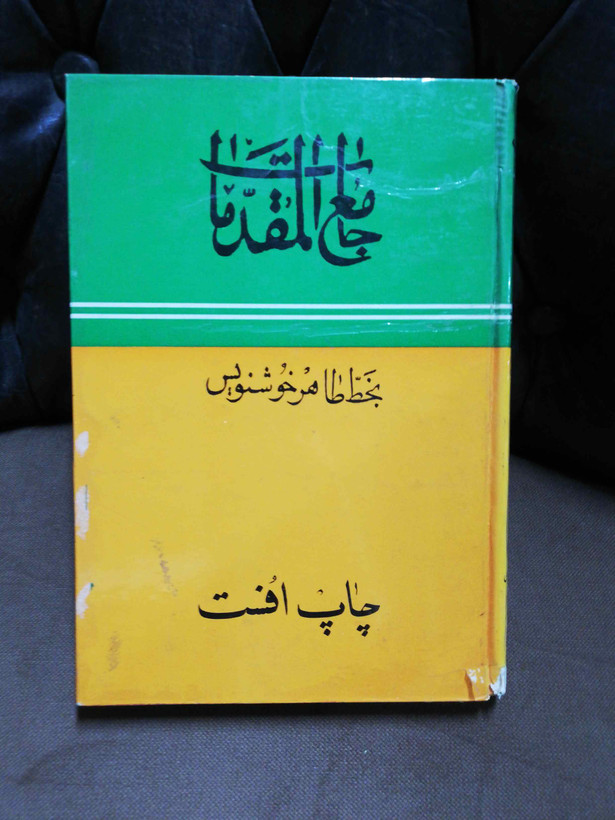 جامع المقدمات
بخط طاهر خوشنویس
چاپ افست